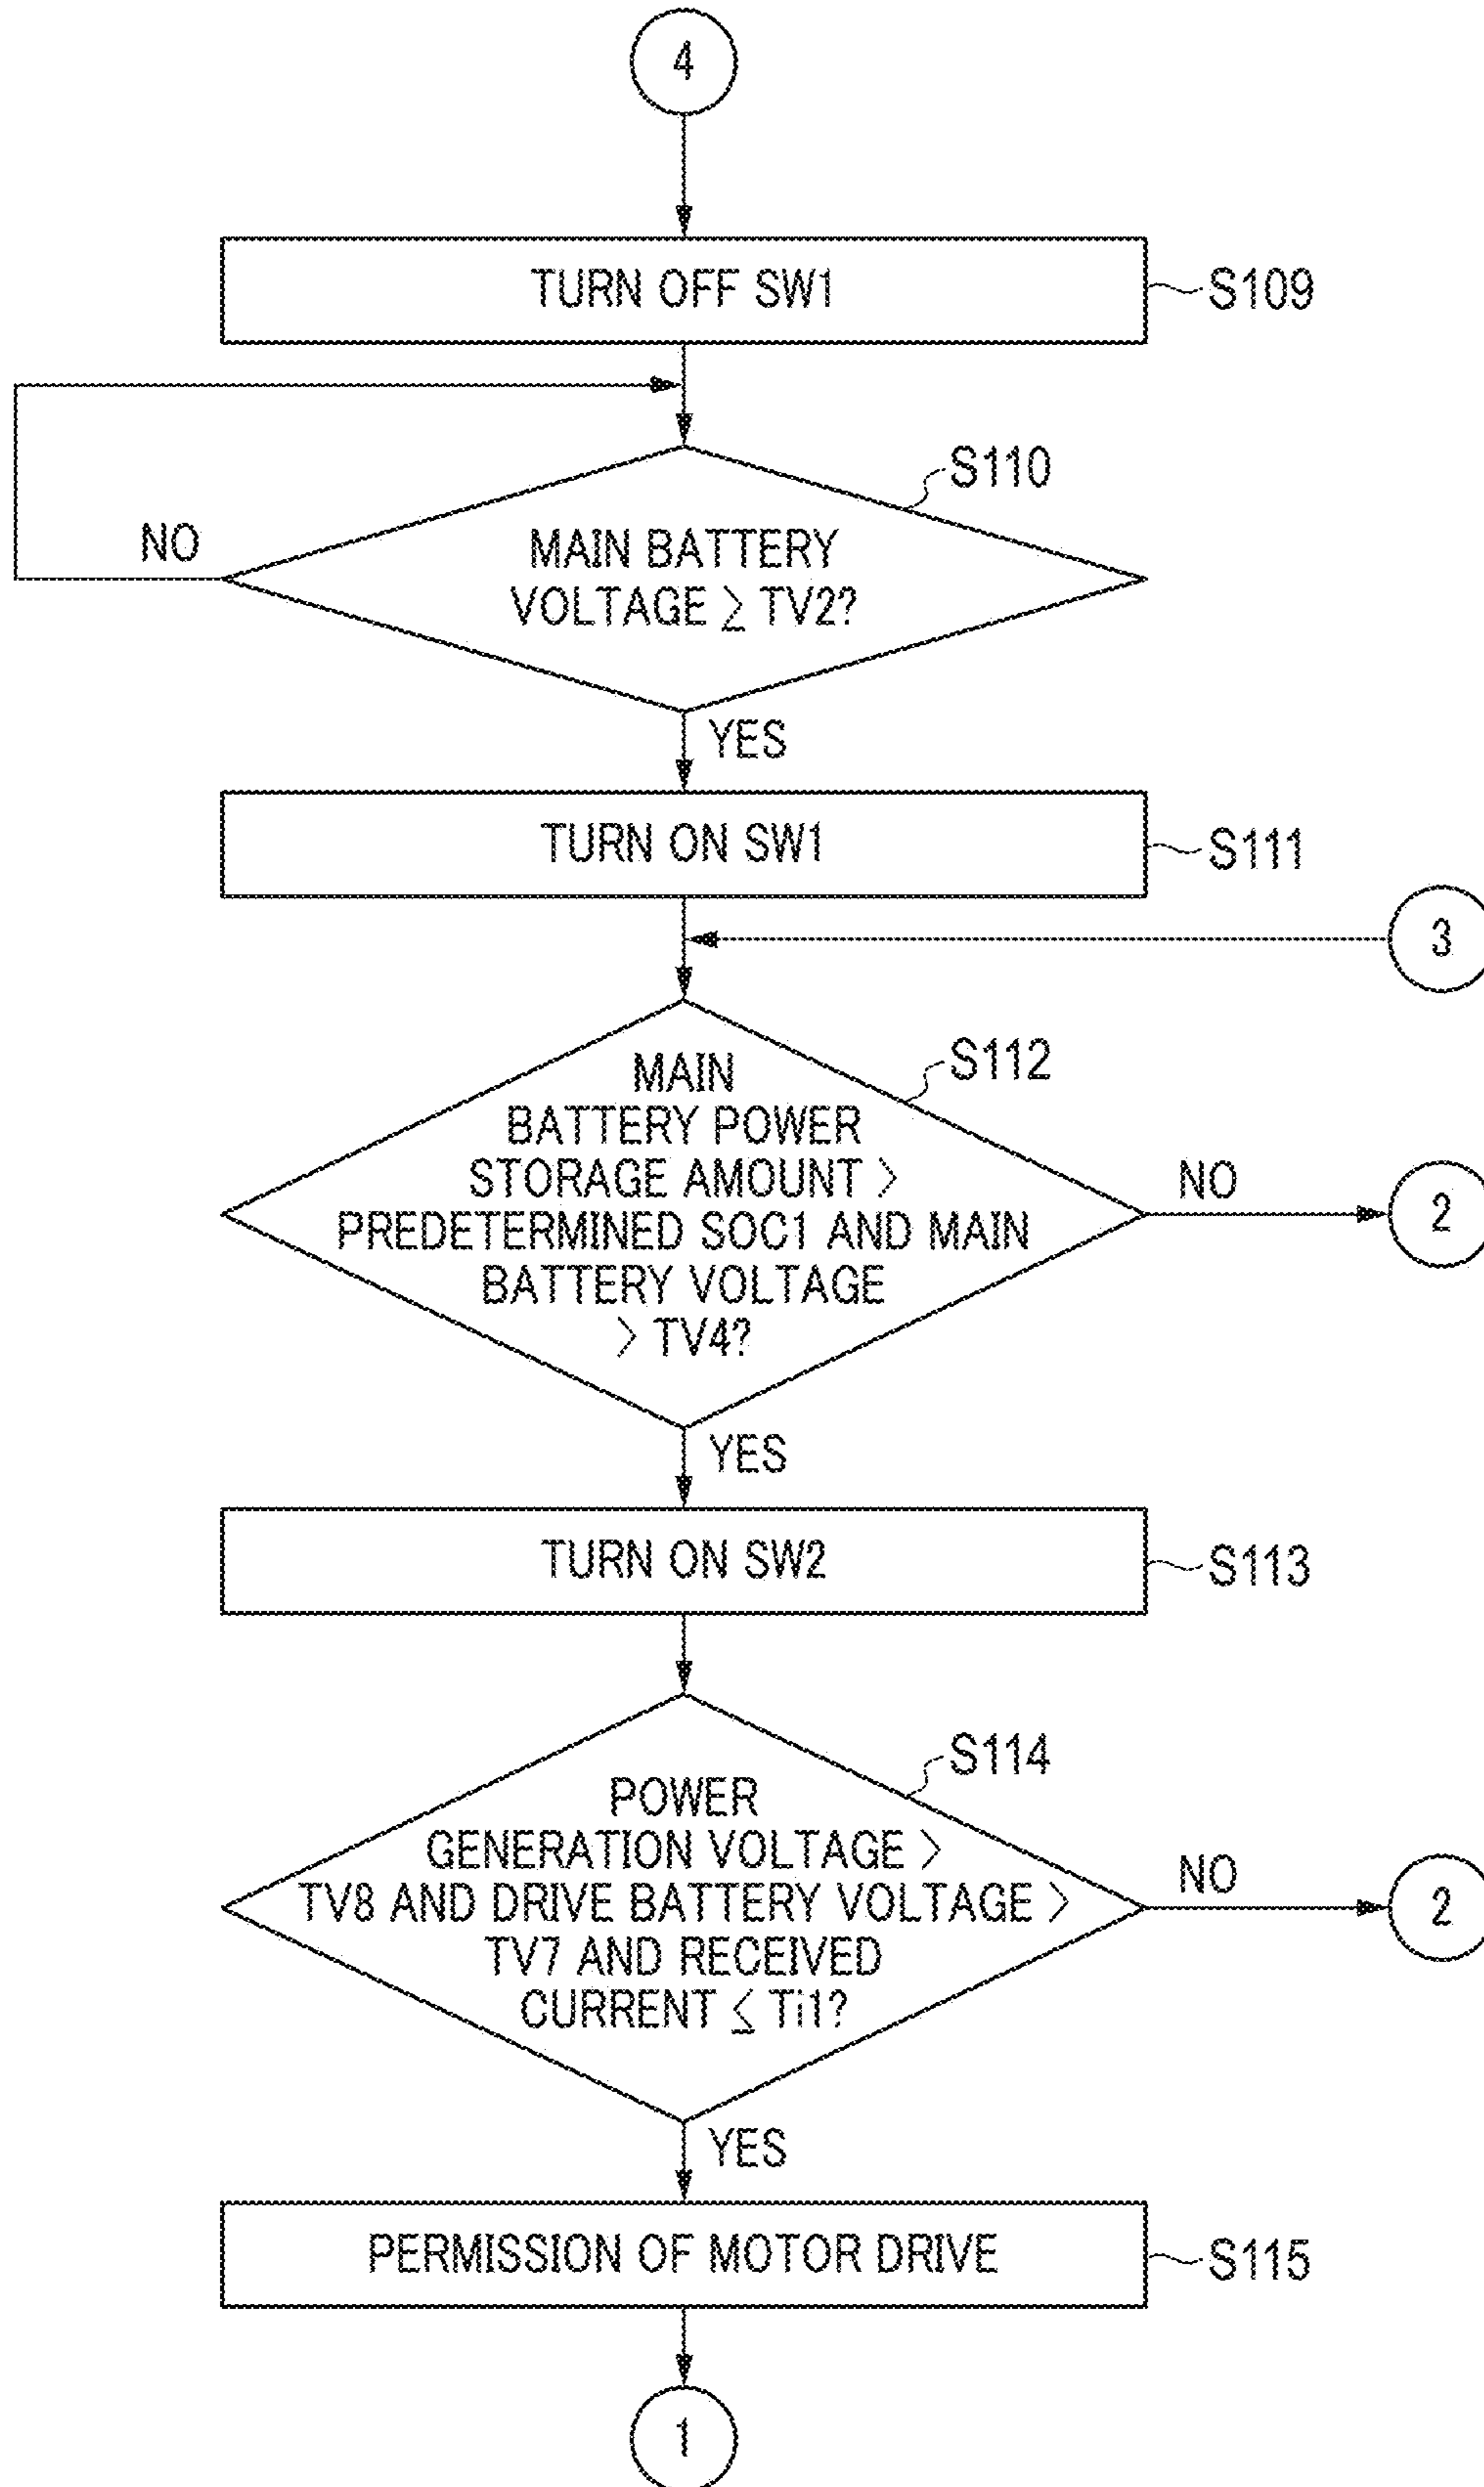 4
TURN OFF SW1
S109
S110
NO
MAIN BATTERY
VOLTAGE ≧ TV2?
YES
TURN ON SW1
S111
3
S112
MAIN
BATTERY POWER
STORAGE AMOUNT >
PREDETERMINED SOC1 AND MAIN
BATTERY VOLTAGE
> TV4?
NO
2
YES
TURN ON SW2
S113
S114
POWER
GENERATION VOLTAGE >
TV8 AND DRIVE BATTERY VOLTAGE >
TV7 AND RECEIVED
CURRENT ≦ Ti1?
NO
2
YES
PERMISSION OF MOTOR DRIVE
S115
1